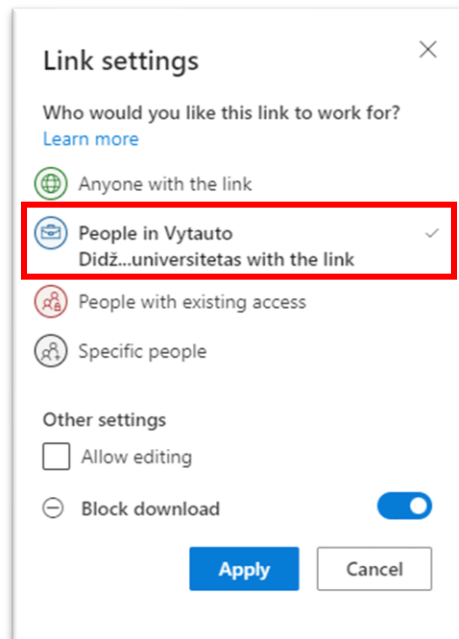 Link settings
Who would you like this link to work for?
Learn more
Anyone with the link
People in Vytauto
Didž...universitetas with the link
People with existing access
Specific people
Other settings
Allow editing
Block download
Apply
Cancel